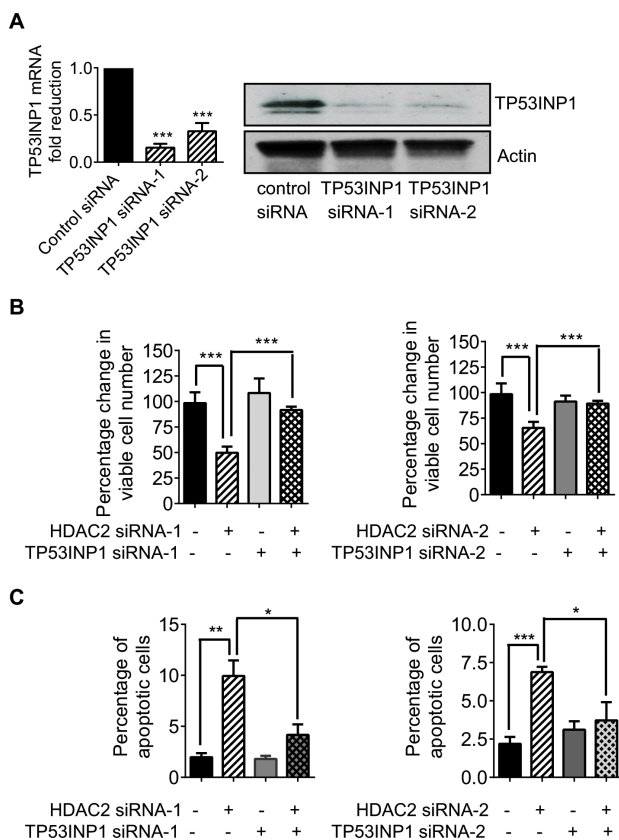 A
TP53INP1 mRNA
fold reduction
1.0
0.5
0.0
***
***
Control siRNA
TP53INP1 siRNA-1
TP53INP1 siRNA-2
TP53INP1
Actin
control
siRNA
TP53INP1
siRNA-1
TP53INP1
siRNA-2
B
Percentage change in
viable cell number
150
125
100
75
50
25
0
***
***
HDAC2 siRNA-1 - + - +
TP53INP1 siRNA-1 - - + +
Percentage change in
viable cell number
150
125
100
75
50
25
0
***
***
HDAC2 siRNA-2 - + - +
TP53INP1 siRNA-2 - - + +
C
Percentage of
apoptotic cells
15
10
5
0
**
*
HDAC2 siRNA-1 - + - +
TP53INP1 siRNA-1 - - + +
Percentage of
apoptotic cells
10.0
7.5
5.0
2.5
0.0
***
*
HDAC2 siRNA-2 - + - +
TP53INP1 siRNA-2 - - + +